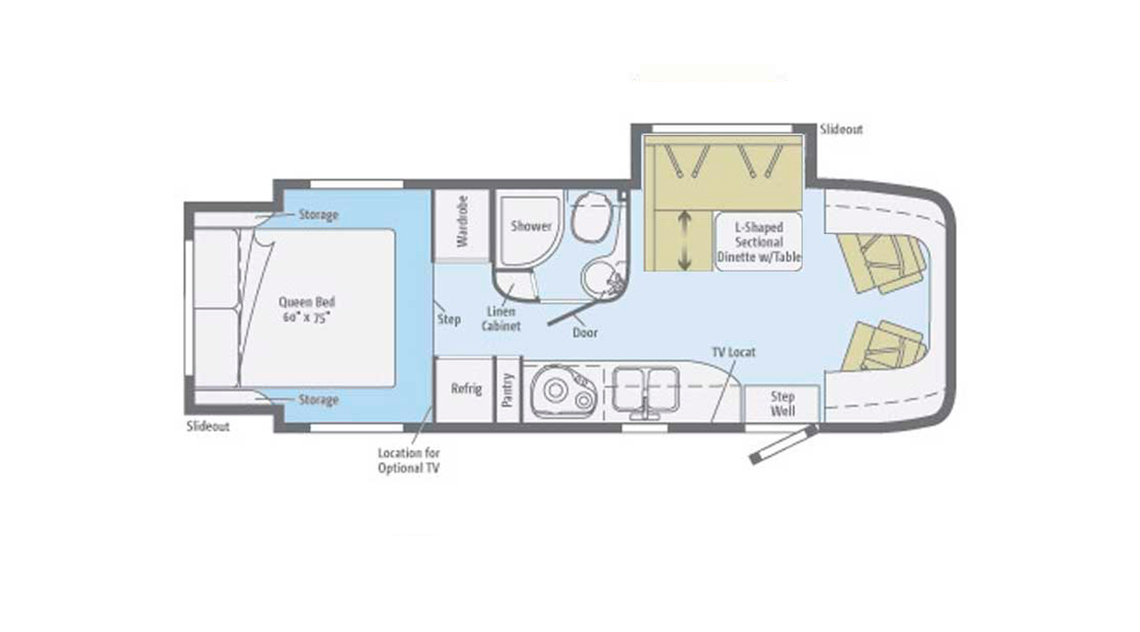 Slideout
Storage
Wardrobe
Shower
L-Shaped
Sectional
Dinette w/Table
Queen Bed
60" x 75"
Step
Linen
Cabinet
Door
TV Locat
Refrig
Pantry
Step
Well
Storage
Slideout
Location for
Optional TV